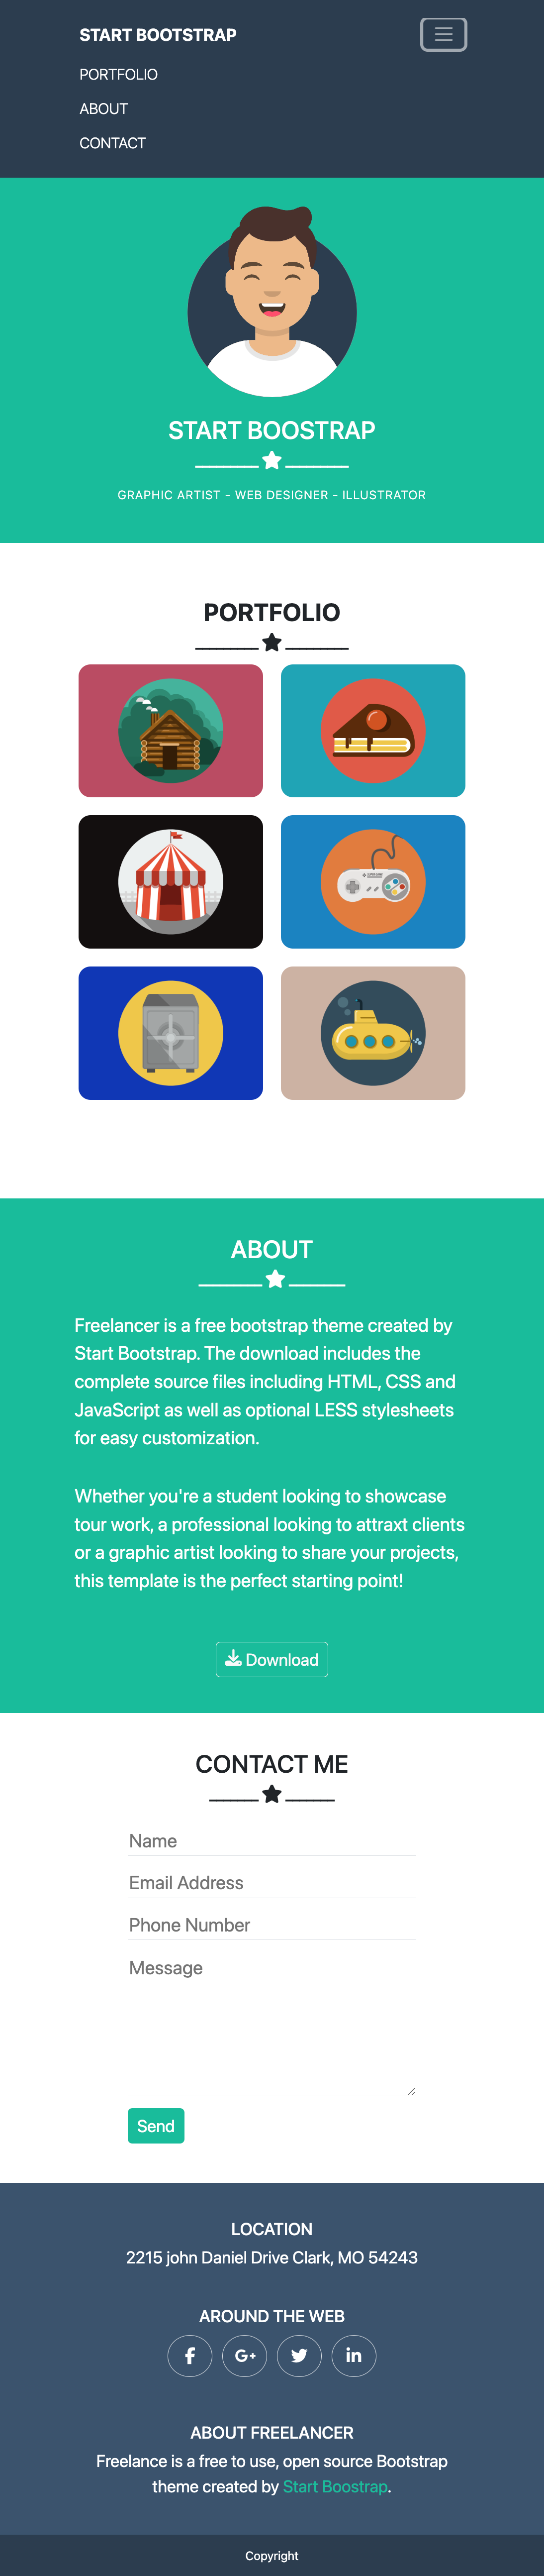 START BOOTSTRAP
PORTFOLIO
ABOUT
CONTACT
START BOOSTRAP
GRAPHIC ARTIST - WEB DESIGNER - ILLUSTRATOR
PORTFOLIO
ABOUT
Freelancer is a free bootstrap theme created by
Start Bootstrap. The download includes the
complete source files including HTML, CSS and
JavaScript as well as optional LESS stylesheets
for easy customization.
Whether you're a student looking to showcase
tour work, a professional looking to attraxt clients
or a graphic artist looking to share your projects,
this template is the perfect starting point!
Download
CONTACT ME
Name
Email Address
Phone Number
Message
Send
LOCATION
2215 john Daniel Drive Clark, MO 54243
AROUND THE WEB
ABOUT FREELANCER
Freelance is a free to use, open source Bootstrap
theme created by Start Boostrap.
Copyright